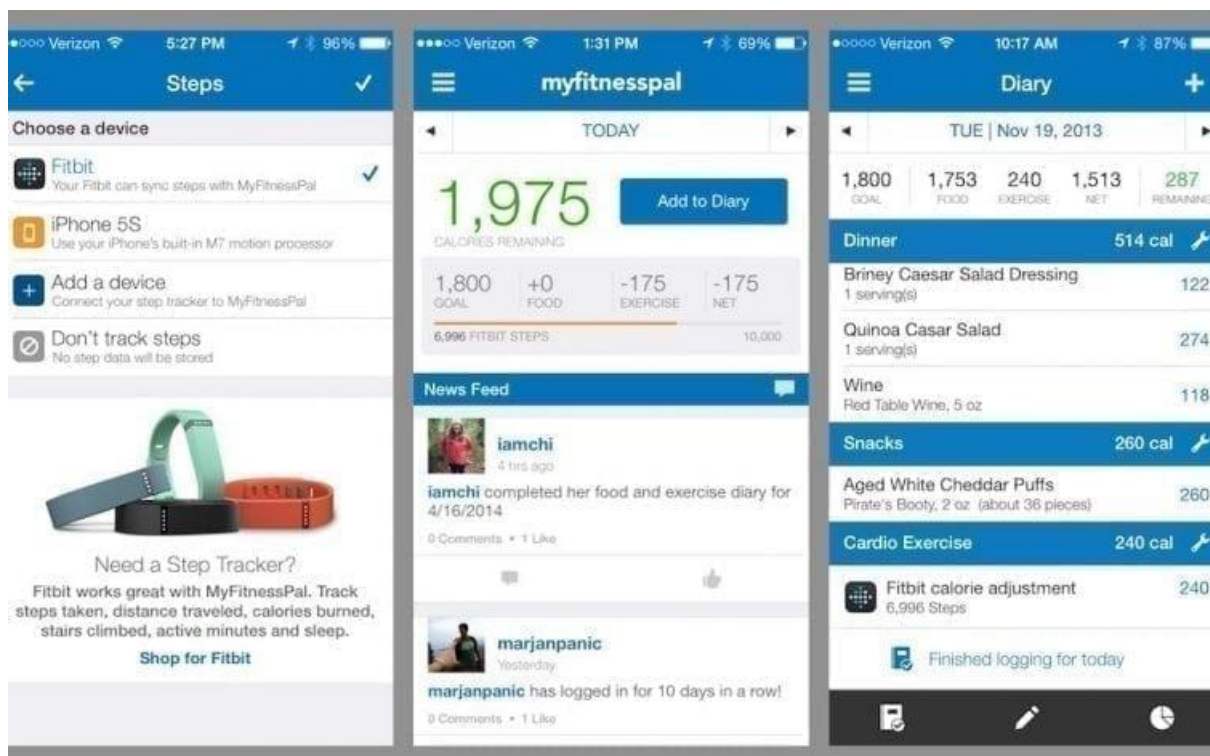 Verizon 5:27 PM 96%
Steps
Choose a device
Fitbit
Your Fitbit can sync steps with MyFitnessPal
iPhone 5S
Use your iPhone's built-in M7 motion processor
Add a device
Connect your step tracker to MyFitnessPal
Don't track steps
No step data will be stored
Need a Step Tracker?
Fitbit works great with MyFitnessPal. Track
steps taken, distance traveled, calories burned,
stairs climbed, active minutes and sleep.
Shop for Fitbit
Verizon 1:31 PM 69%
myfitnesspal
TODAY
1,975
CALORIES REMAINING
Add to Diary
1,800 +0 -175 -175
GOAL FOOD EXERCISE NET
6,996 FITBIT STEPS 10,000
News Feed
iamchi
4 hrs ago
iamchi completed her food and exercise diary for
4/16/2014
0 Comments • 1 Like
marjanpanic
Yesterday
marjanpanic has logged in for 10 days in a row!
0 Comments • 1 Like
Verizon 10:17 AM 87%
Diary
TUE | Nov 19, 2013
1,800 1,753 240 1,513 287
GOAL FOOD EXERCISE NET REMAINING
Dinner 514 cal
Briney Caesar Salad Dressing 122
1 serving(s)
Quinoa Casar Salad 274
1 serving(s)
Wine 118
Red Table Wine, 5 oz
Snacks 260 cal
Aged White Cheddar Puffs 260
Pirate's Booty, 2 oz (about 36 pieces)
Cardio Exercise 240 cal
Fitbit calorie adjustment 240
6,996 Steps
Finished logging for today